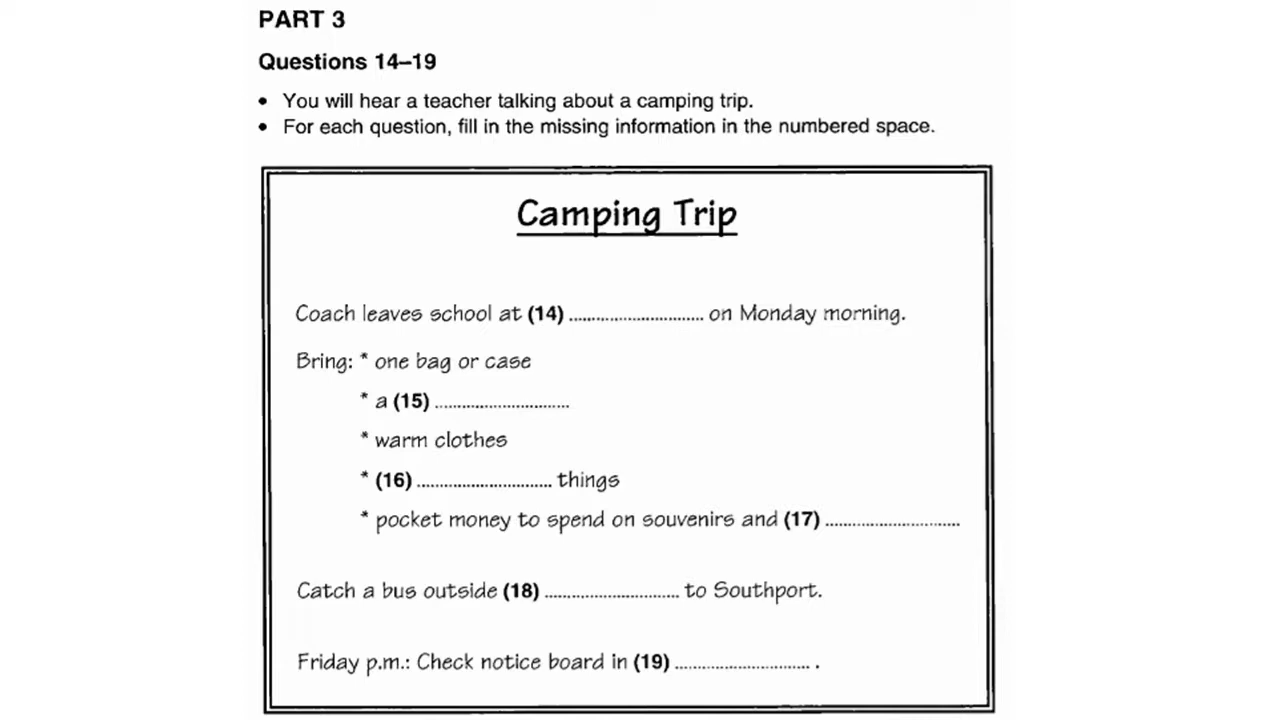 PART 3
Questions 14–19
• You will hear a teacher talking about a camping trip.
• For each question, fill in the missing information in the numbered space.
Camping Trip
Coach leaves school at (14) .............................. on Monday morning.
Bring: * one bag or case
* a (15) ..............................
* warm clothes
* (16) .............................. things
* pocket money to spend on souvenirs and (17) ..............................
Catch a bus outside (18) .............................. to Southport.
Friday p.m.: Check notice board in (19) .............................. .